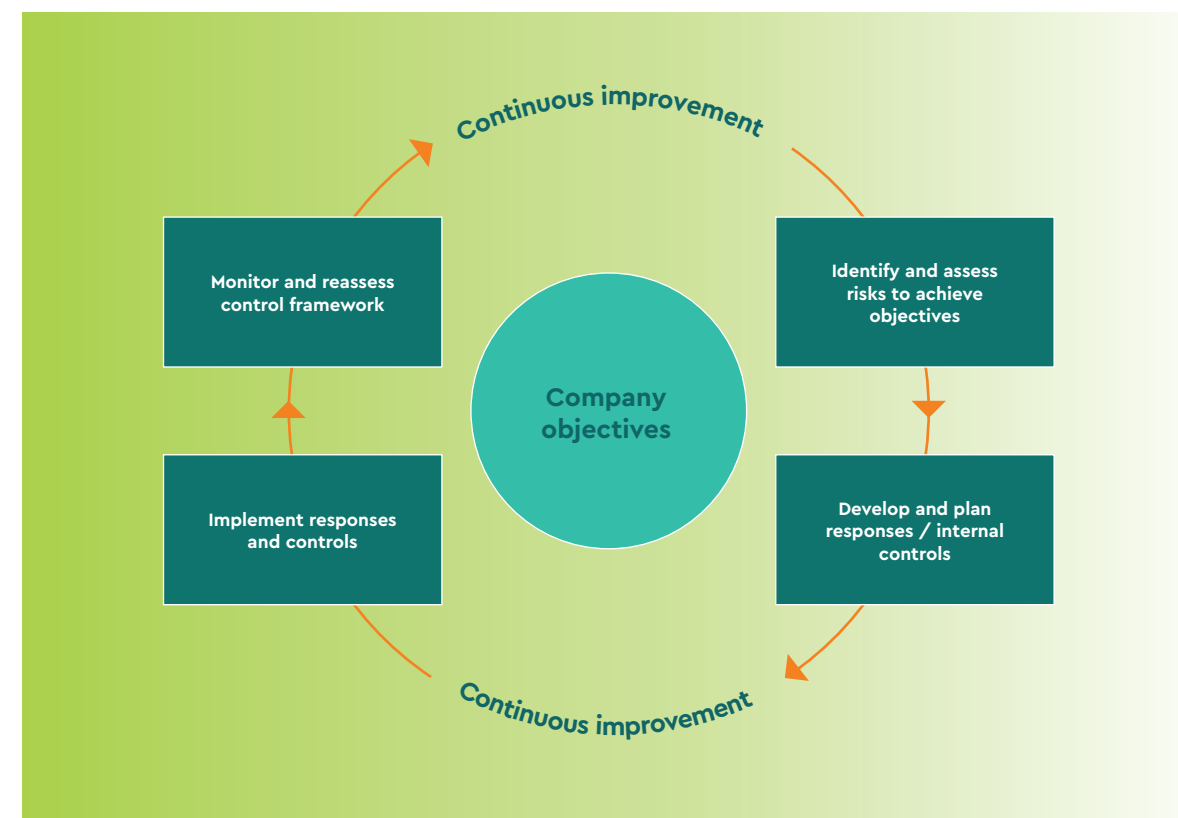 Continuous improvement
Monitor and reassess
control framework
Identify and assess
risks to achieve
objectives
Company
objectives
Implement responses
and controls
Develop and plan
responses / internal
controls
Continuous improvement